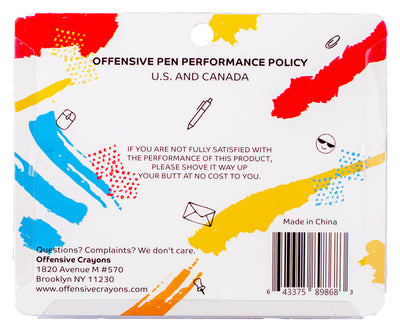 OFFENSIVE PEN PERFORMANCE POLICY
U.S. AND CANADA
IF YOU ARE NOT FULLY SATISFIED WITH
THE PERFORMANCE OF THIS PRODUCT,
PLEASE SHOVE IT WAY UP
YOUR BUTT AT NO COST TO YOU.
Made in China
Questions? Complaints? We don't care.
Offensive Crayons
1820 Avenue M #570
Brooklyn NY 11230
www.offensivecrayons.com
6 43375 89868 3